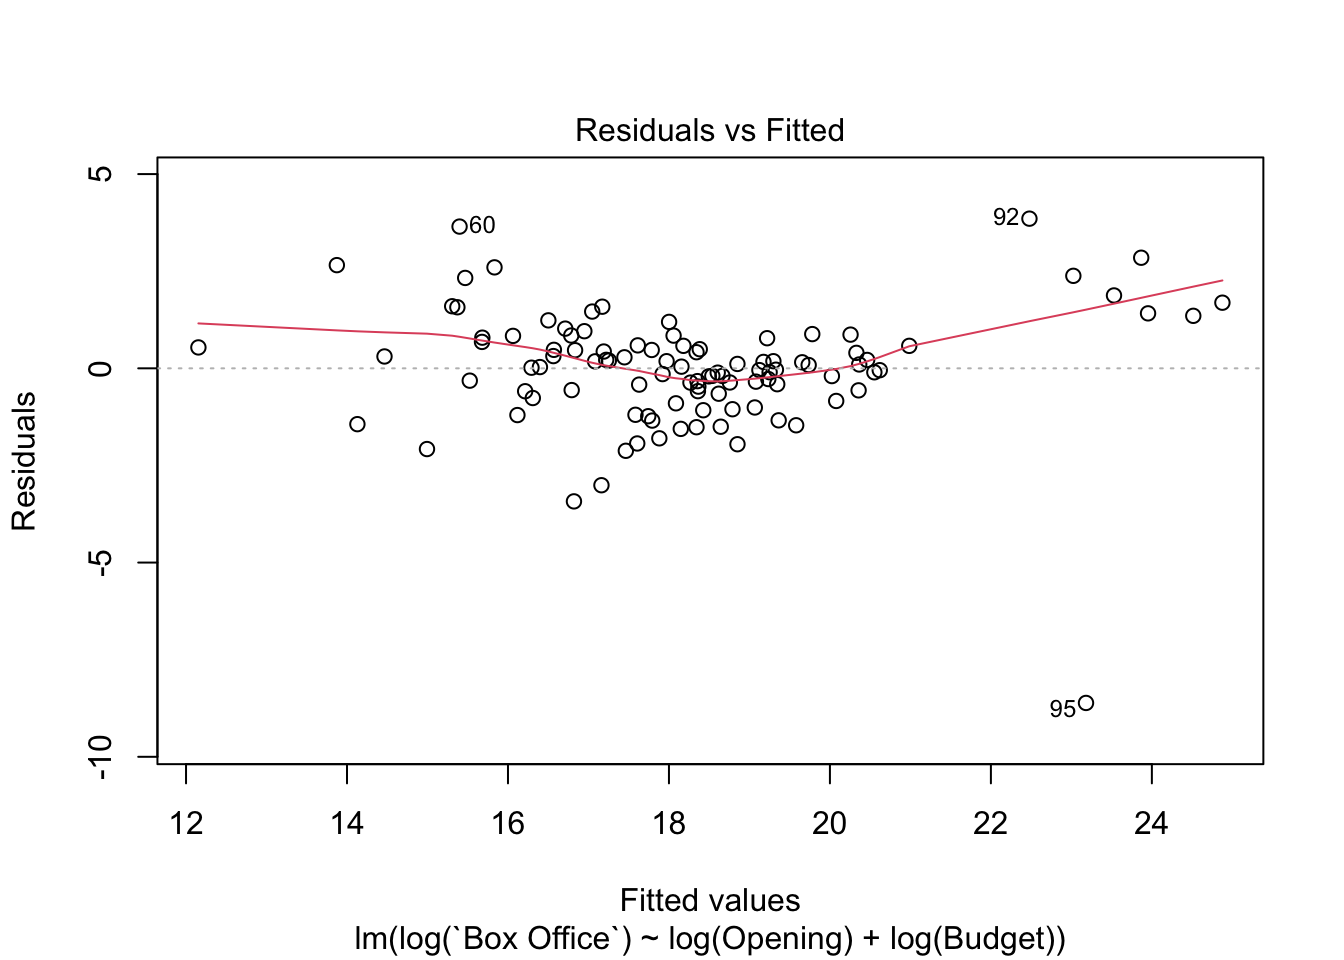 Residuals vs Fitted
Residuals
5
0
-5
-10
60
92
95
12 14 16 18 20 22 24
Fitted values
lm(log(`Box Office`) ~ log(Opening) + log(Budget))